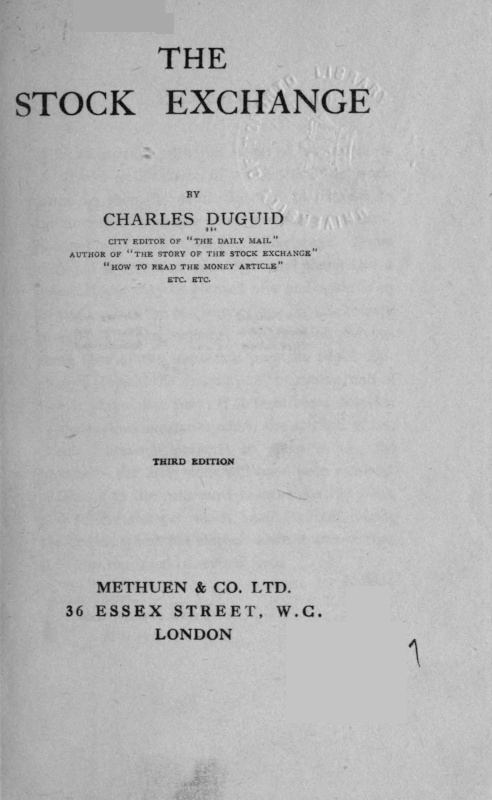 THE
STOCK EXCHANGE
BY
CHARLES DUGUID
CITY EDITOR OF "THE DAILY MAIL"
AUTHOR OF "THE STORY OF THE STOCK EXCHANGE"
"HOW TO READ THE MONEY ARTICLE"
ETC. ETC.
THIRD EDITION
METHUEN & CO. LTD.
36 ESSEX STREET, W.C.
LONDON